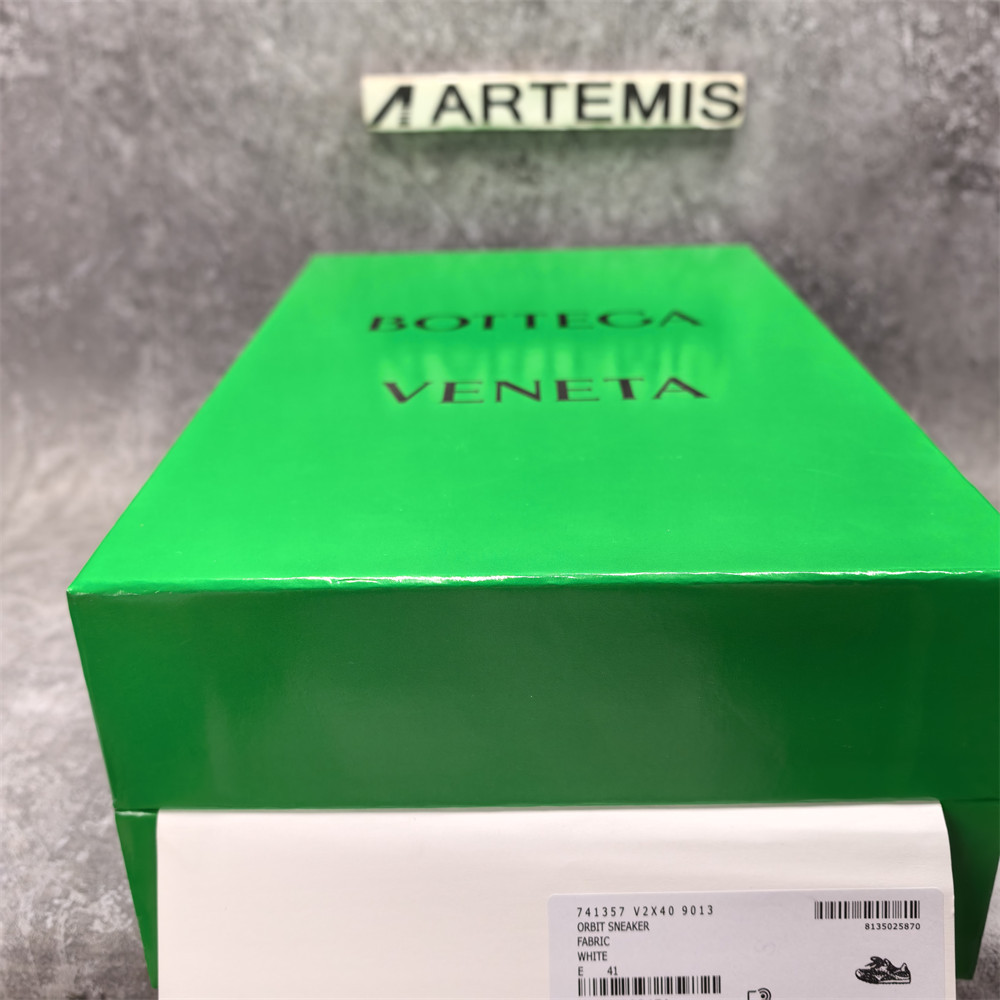 ARTEMIS
BOTTEGA
VENETA
741357 V2X40 9013
8135025870
ORBIT SNEAKER
FABRIC
WHITE
E 41